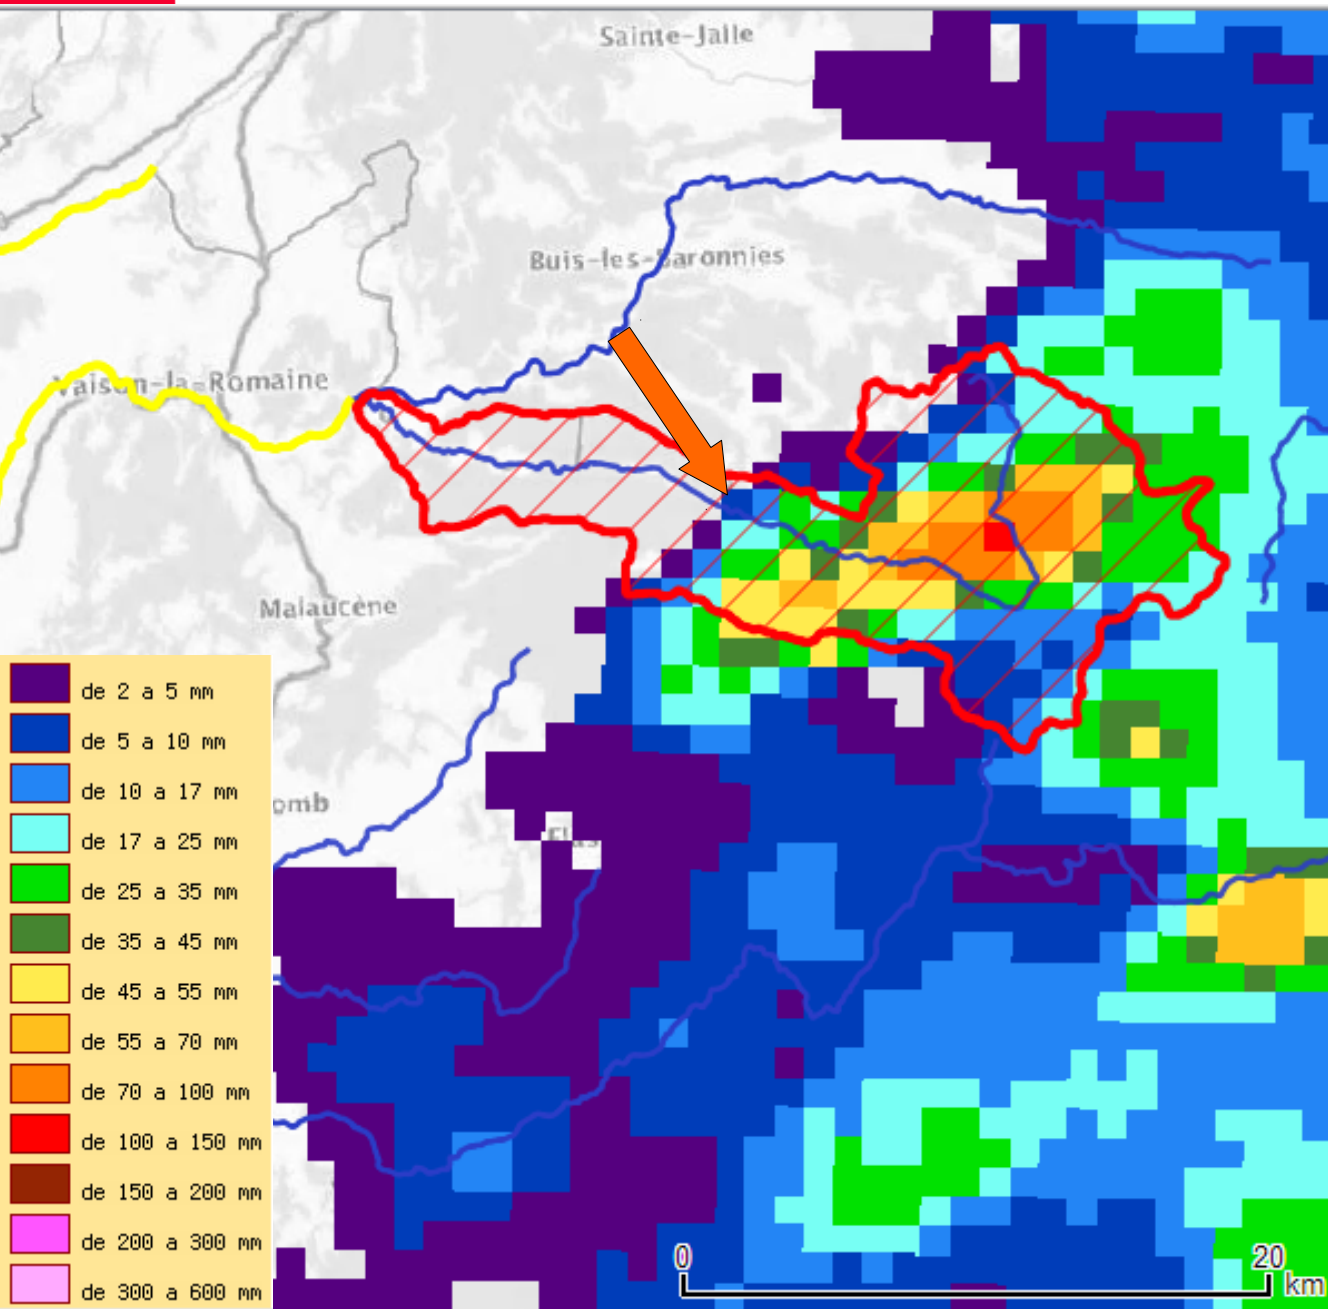 Sainte-Jalle
Buis-les-Baronnies
Vaison-la-Romaine
Malaucène
omb
de 2 a 5 mm
de 5 a 10 mm
de 10 a 17 mm
de 17 a 25 mm
de 25 a 35 mm
de 35 a 45 mm
de 45 a 55 mm
de 55 a 70 mm
de 70 a 100 mm
de 100 a 150 mm
de 150 a 200 mm
de 200 a 300 mm
de 300 a 600 mm
0 20
km